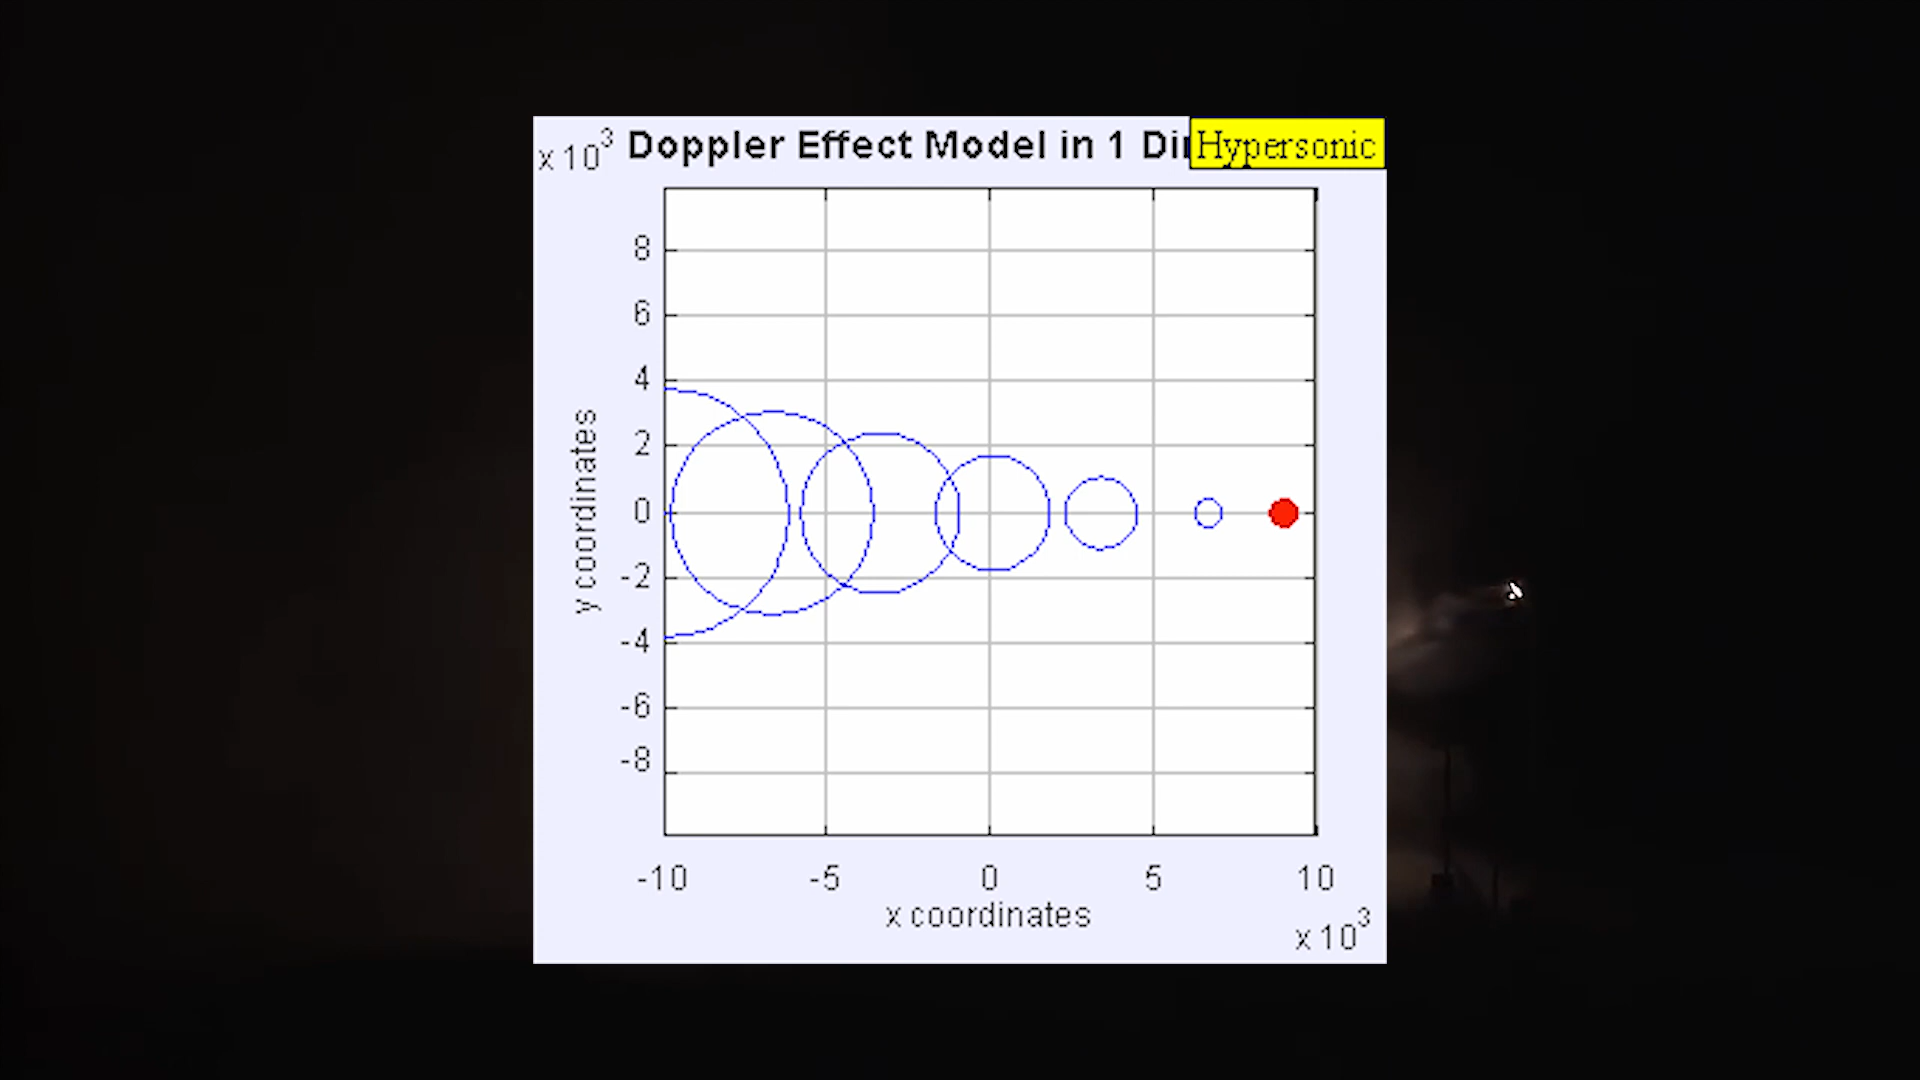 x 10^3 Doppler Effect Model in 1 Di
Hypersonic
8
6
4
2
0
-2
-4
-6
-8
y coordinates
-10 -5 0 5 10
x coordinates
x 10^3